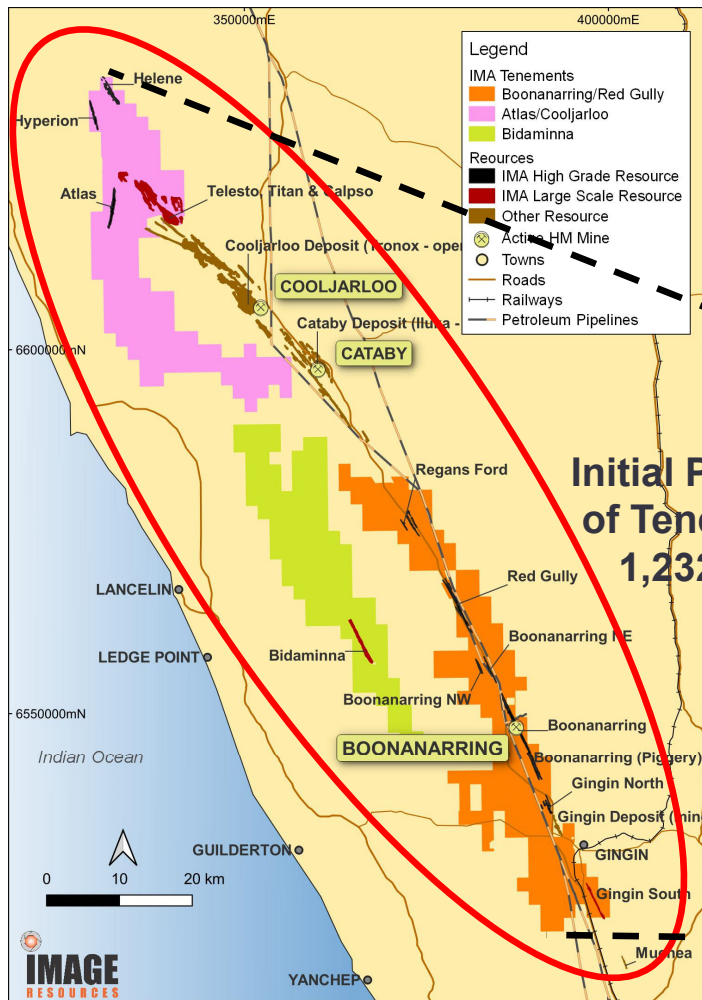 350000mE
400000mE
Legend
IMA Tenements
Boonanarring/Red Gully
Atlas/Cooljarloo
Bidaminna
Reources
IMA High Grade Resource
IMA Large Scale Resource
Other Resource
Active HM Mine
Towns
Roads
Railways
Petroleum Pipelines
Helene
Hyperion
Atlas
Telesto, Titan & Calpso
Cooljarloo Deposit (Tronox - oper
COOLJARLOO
Cataby Deposit (Iluka -
CATABY
6600000mN
Regans Ford
Initial P
of Tene
1,232
Red Gully
LANCELIN
Boonanarring NE
LEDGE POINT
Bidaminna
Boonanarring NW
6550000mN
Boonanarring
BOONANARRING
Indian Ocean
Boonanarring (Piggery)
Gingin North
Gingin Deposit (min
GUILDERTON
GINGIN
0 10 20 km
Gingin South
IMAGE
RESOURCES
Muchea
YANCHEP